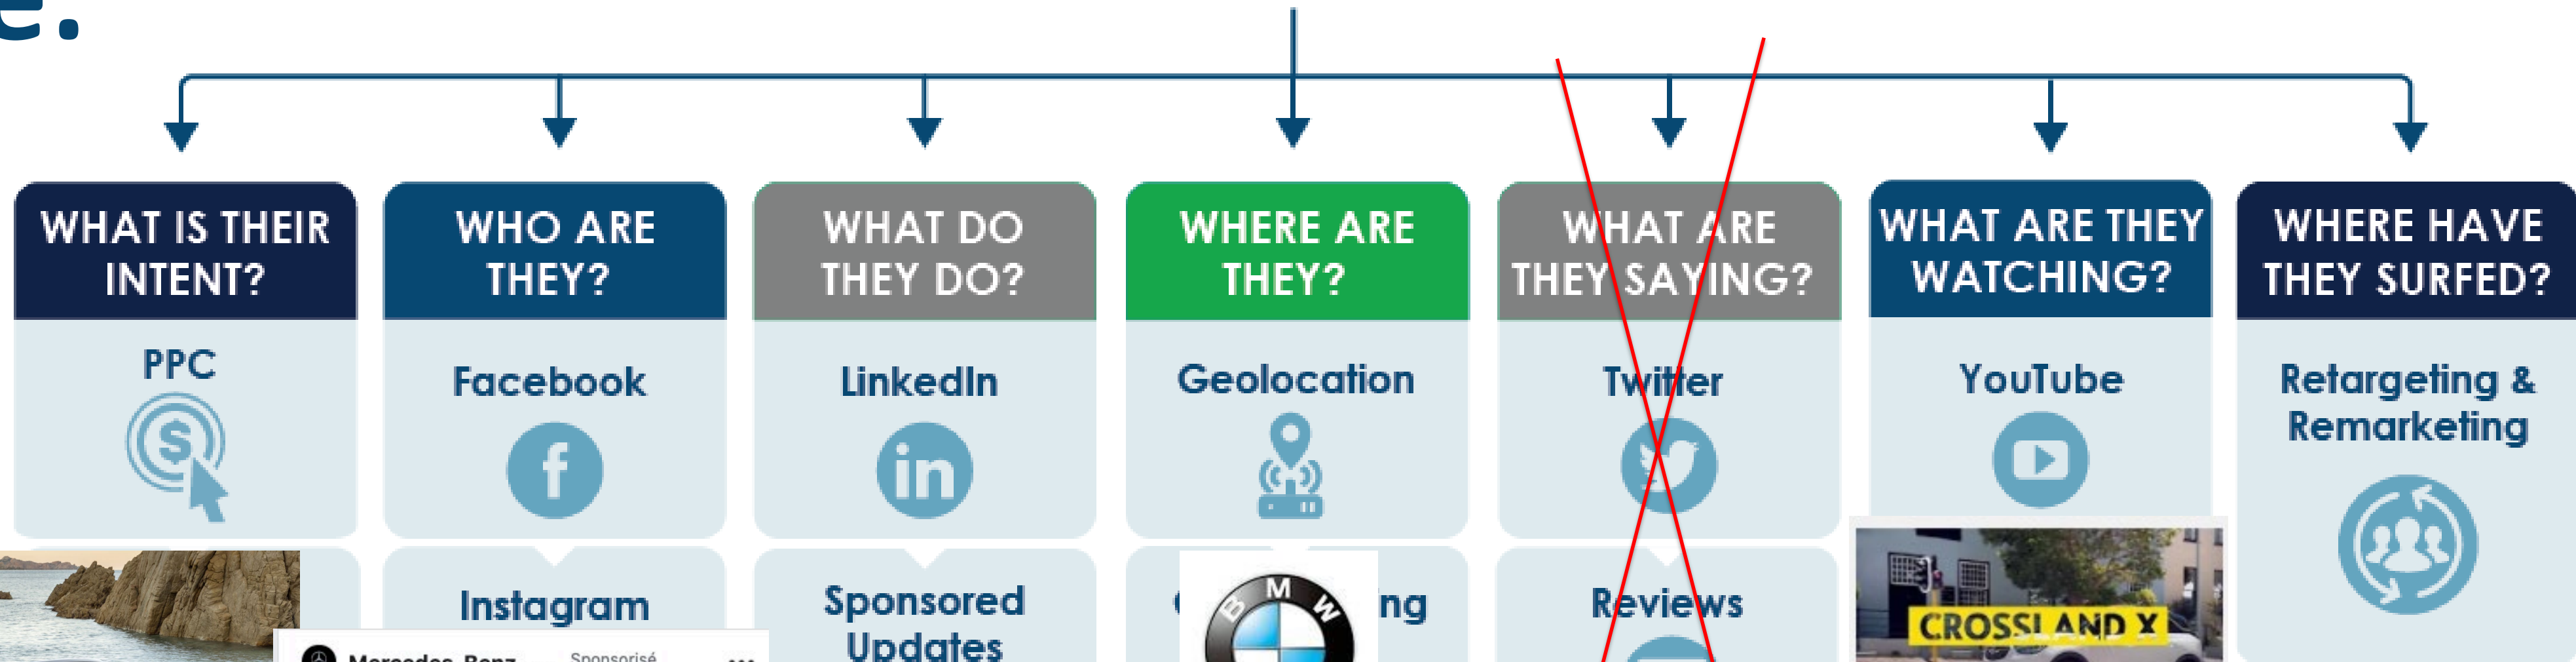 e.
WHAT IS THEIR
INTENT?
PPC
WHO ARE
THEY?
Facebook
Instagram
Mercedes-Benz Sponsorisé
WHAT DO
THEY DO?
LinkedIn
in
Sponsored
Updates
WHERE ARE
THEY?
Geolocation
ng
BMW
WHAT ARE
THEY SAYING?
Twitter
Reviews
WHAT ARE THEY
WATCHING?
YouTube
CROSSLAND X
WHERE HAVE
THEY SURFED?
Retargeting &
Remarketing